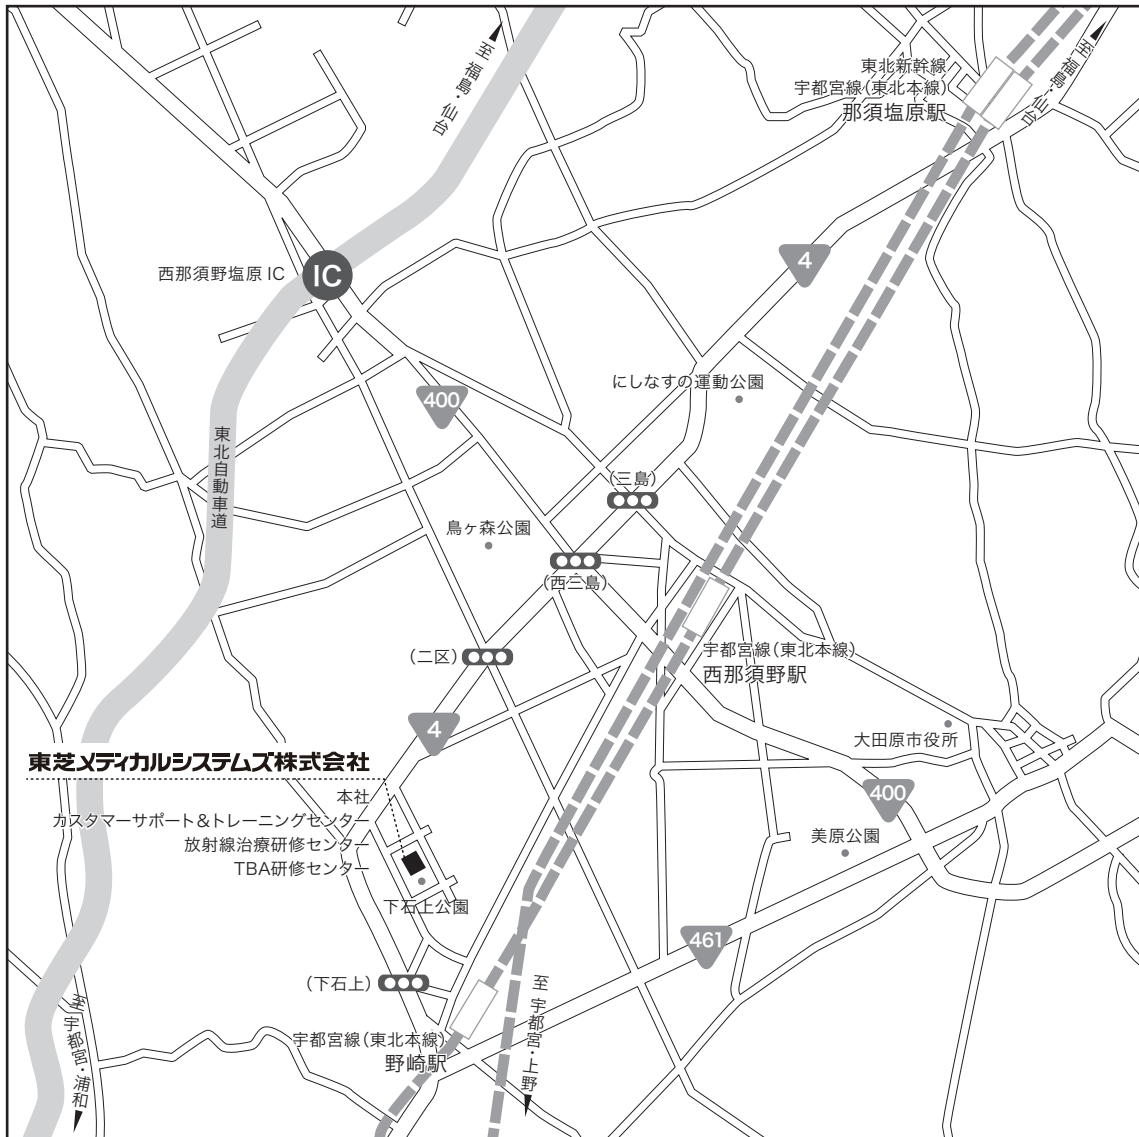 至 福島・仙台
東北新幹線
宇都宮線(東北本線)
那須塩原駅
至 福島・仙台
西那須野塩原 IC
IC
4
にしなすの運動公園
400
東北自動車道
(三島)
烏ヶ森公園
(西三島)
(二区)
宇都宮線(東北本線)
西那須野駅
4
大田原市役所
東芝メディカルシステムズ株式会社
本社
カスタマーサポート&トレーニングセンター
放射線治療研修センター
TBA研修センター
400
美原公園
下石上公園
461
(下石上)
至 宇都宮・浦和
宇都宮線(東北本線)
野崎駅
至 宇都宮・上野